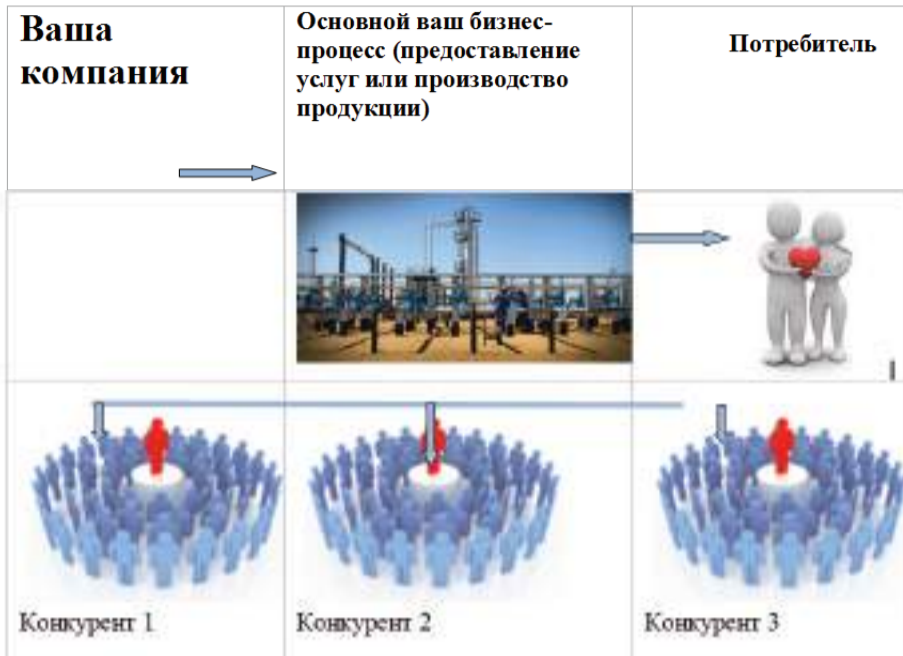 Ваша
компания
Основной ваш бизнес-
процесс (предоставление
услуг или производство
продукции)
Потребитель
Конкурент 1
Конкурент 2
Конкурент 3